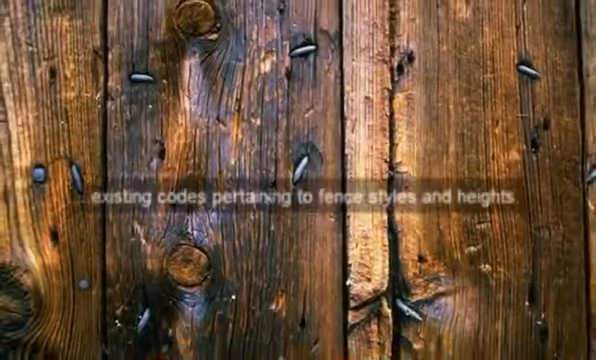 existing codes pertaining to fence styles and heights